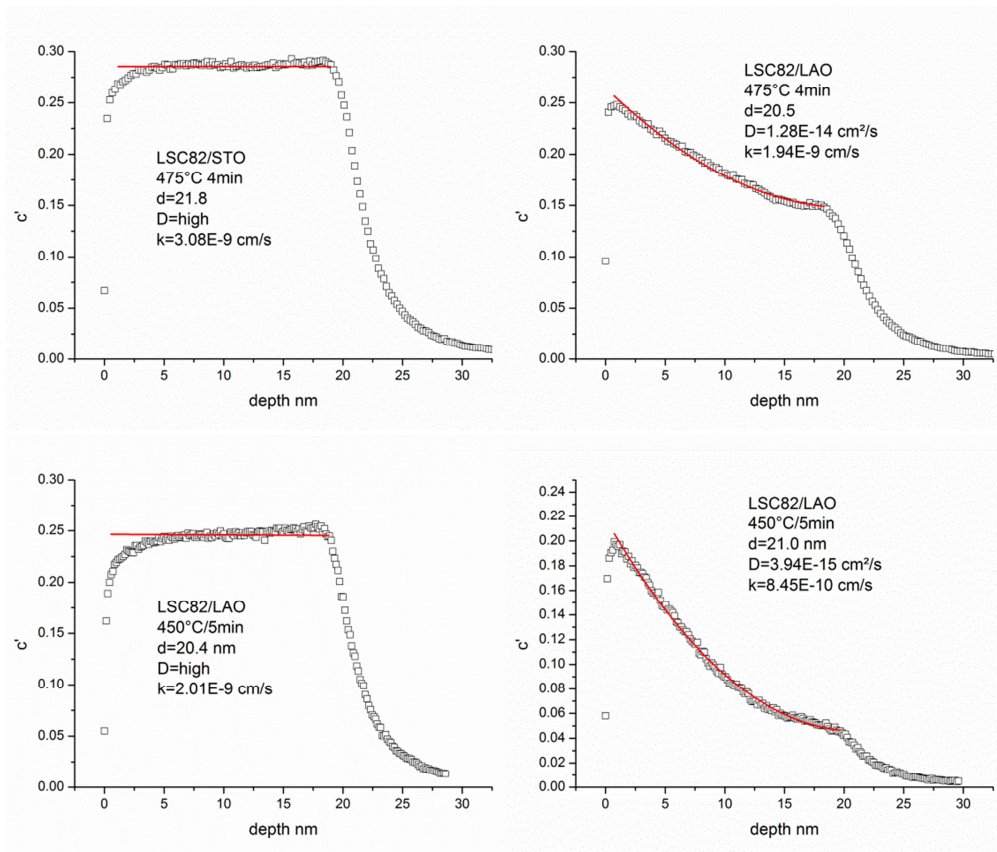 0.30
0.25
0.20
0.15
0.10
0.05
0.00
c'
LSC82/STO
475°C 4min
d=21.8
D=high
k=3.08E-9 cm/s
0 5 10 15 20 25 30
depth nm
0.30
0.25
0.20
0.15
0.10
0.05
0.00
c'
LSC82/LAO
475°C 4min
d=20.5
D=1.28E-14 cm²/s
k=1.94E-9 cm/s
0 5 10 15 20 25 30
depth nm
0.30
0.25
0.20
0.15
0.10
0.05
0.00
c'
LSC82/LAO
450°C/5min
d=20.4 nm
D=high
k=2.01E-9 cm/s
0 5 10 15 20 25 30
depth nm
0.24
0.22
0.20
0.18
0.16
0.14
0.12
0.10
0.08
0.06
0.04
0.02
0.00
c'
LSC82/LAO
450°C/5min
d=21.0 nm
D=3.94E-15 cm²/s
k=8.45E-10 cm/s
0 5 10 15 20 25 30
depth nm